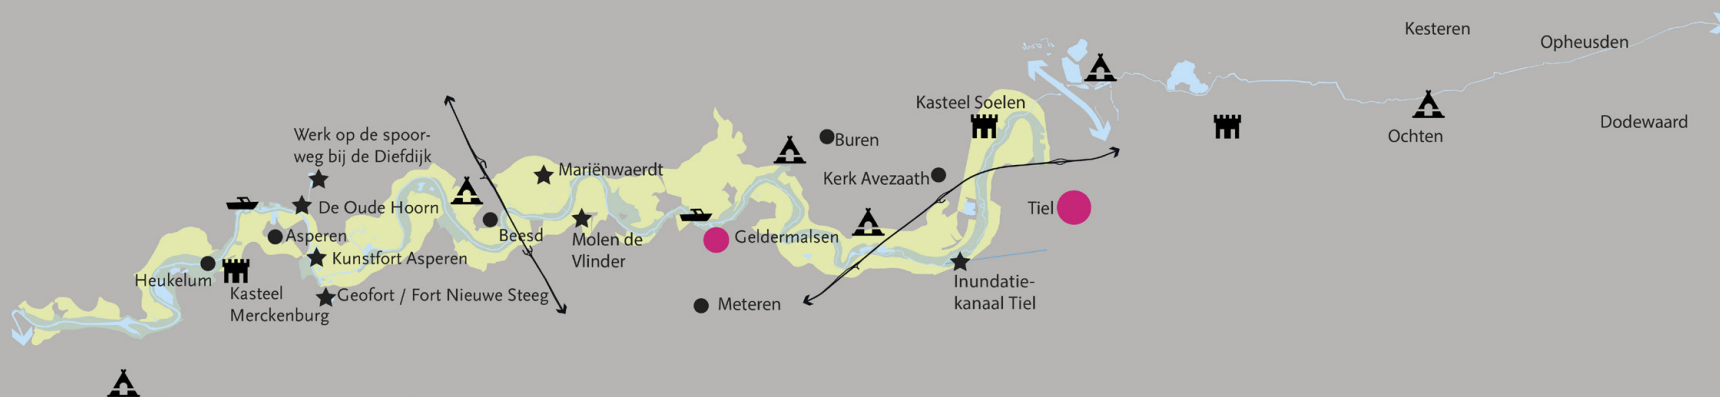 Kesteren
Opheusden
Kasteel Soelen
Dodewaard
Werk op de spoor-
weg bij de Diefdijk
Ochten
Buren
Mariënwaerdt
Kerk Avezaath
De Oude Hoorn
Tiel
Asperen
Beesd
Molen de
Vlinder
Geldermalsen
Kunstfort Asperen
Heukelum
Kasteel
Merckenburg
Geofort / Fort Nieuwe Steeg
Inundatie-
kanaal Tiel
Meteren